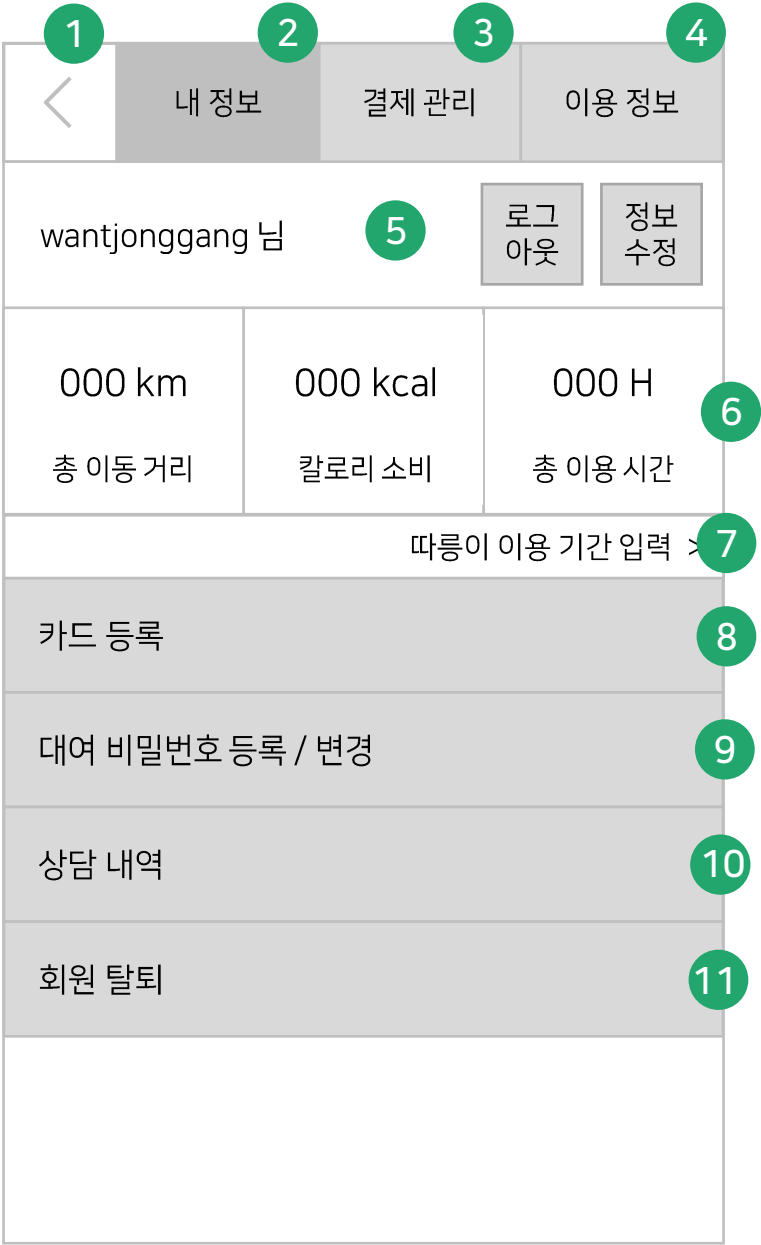 1
2
3
4
내 정보
결제 관리
이용 정보
wantjonggang 님
5
로그
아웃
정보
수정
000 km
000 kcal
000 H
6
총 이동 거리
칼로리 소비
총 이용 시간
따릉이 이용 기간 입력 >
7
카드 등록
8
대여 비밀번호 등록 / 변경
9
상담 내역
10
회원 탈퇴
11